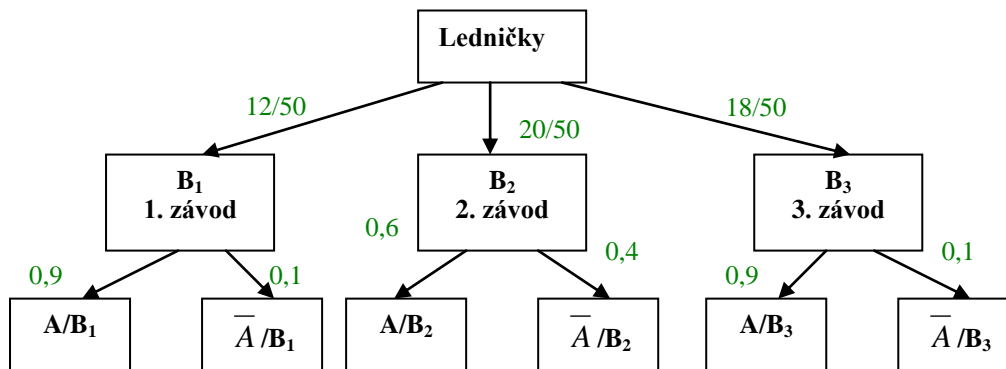 Ledničky
12/50
20/50
18/50
B₁
1. závod
B₂
2. závod
B₃
3. závod
0,9
0,1
0,6
0,4
0,9
0,1
A/B₁
A̅ /B₁
A/B₂
A̅ /B₂
A/B₃
A̅ /B₃